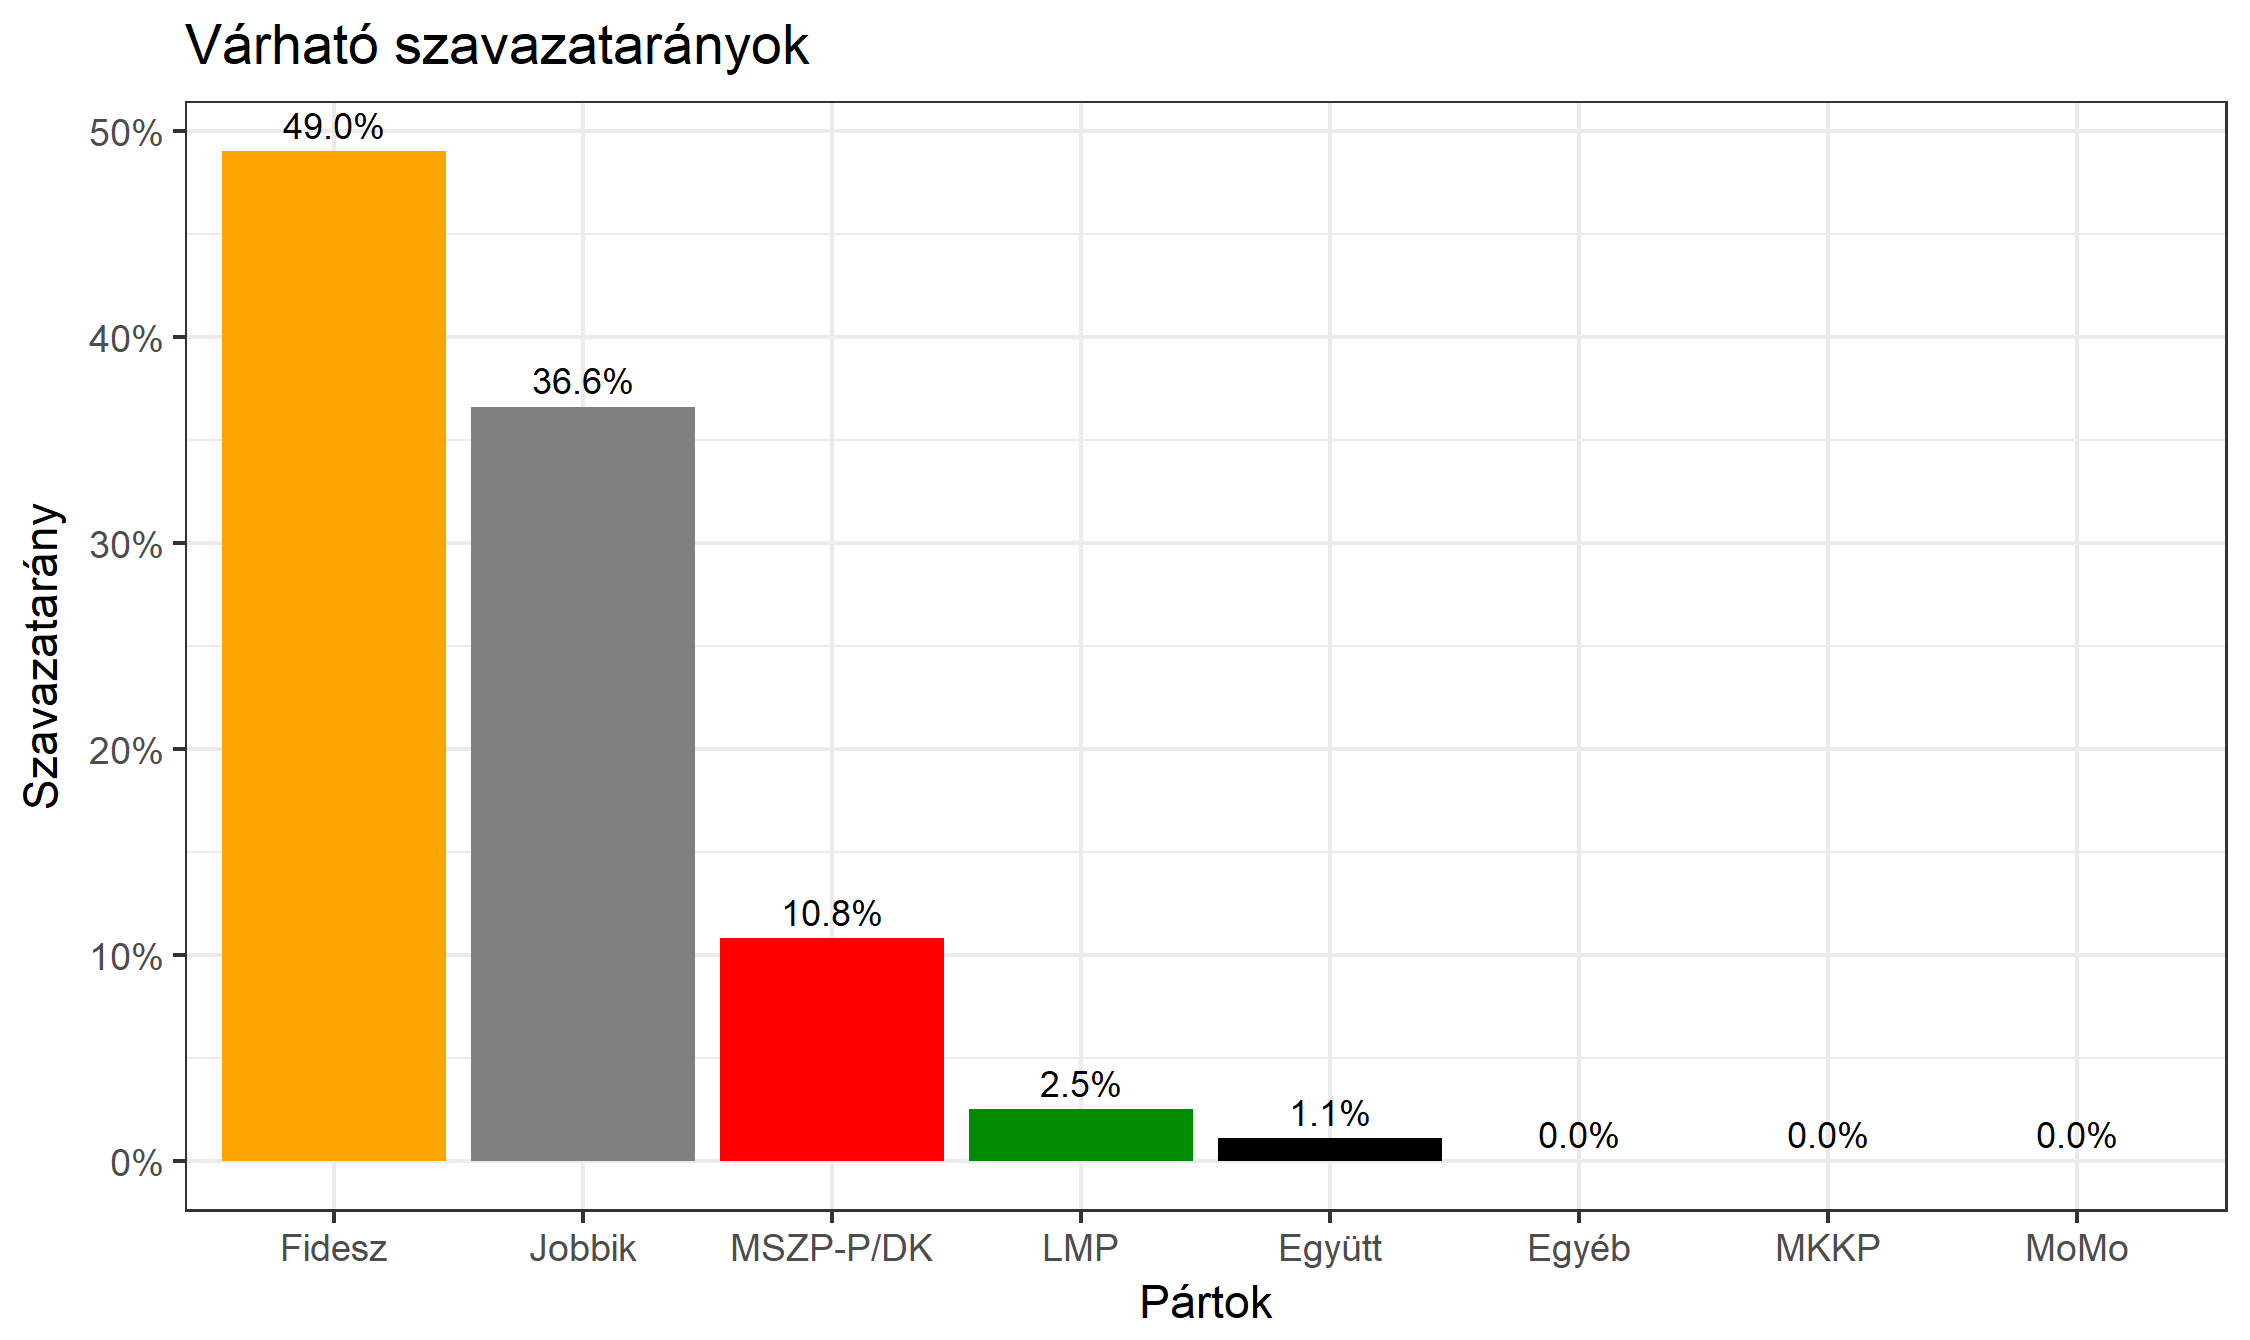 Várható szavazatarányok
Szavazatarány
50%
40%
30%
20%
10%
0%
49.0%
36.6%
10.8%
2.5%
1.1%
0.0%
0.0%
0.0%
Fidesz
Jobbik
MSZP-P/DK
LMP
Együtt
Egyéb
MKKP
MoMo
Pártok